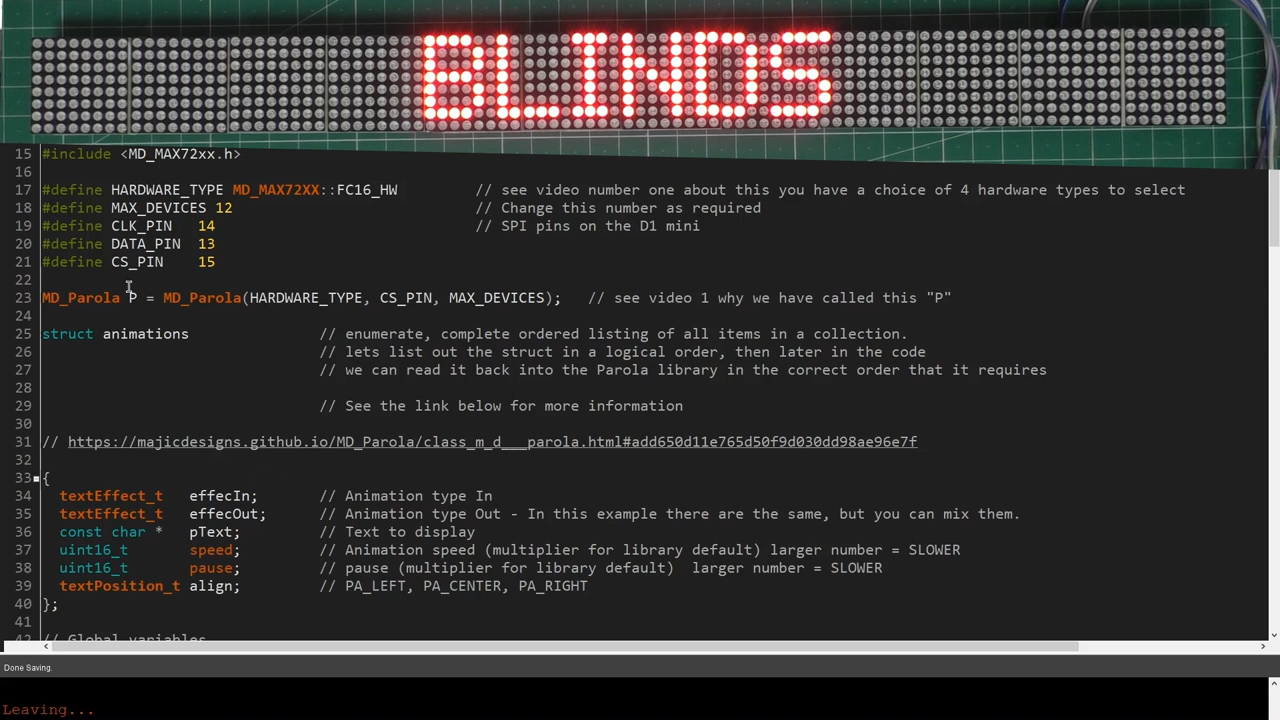 BLINDS
15 #include <MD_MAX72xx.h>
16
17 #define HARDWARE_TYPE MD_MAX72XX::FC16_HW // see video number one about this you have a choice of 4 hardware types to select
18 #define MAX_DEVICES 12 // Change this number as required
19 #define CLK_PIN 14 // SPI pins on the D1 mini
20 #define DATA_PIN 13
21 #define CS_PIN 15
22
23 MD_Parola P = MD_Parola(HARDWARE_TYPE, CS_PIN, MAX_DEVICES); // see video 1 why we have called this "P"
24
25 struct animations // enumerate, complete ordered listing of all items in a collection.
26 // lets list out the struct in a logical order, then later in the code
27 // we can read it back into the Parola library in the correct order that it requires
28
29 // See the link below for more information
30
31 // https://majicdesigns.github.io/MD_Parola/class_m_d___parola.html#add650d11e765d50f9d030dd98ae96e7f
32
33 {
34 textEffect_t effecIn; // Animation type In
35 textEffect_t effecOut; // Animation type Out - In this example there are the same, but you can mix them.
36 const char * pText; // Text to display
37 uint16_t speed; // Animation speed (multiplier for library default) larger number = SLOWER
38 uint16_t pause; // pause (multiplier for library default) larger number = SLOWER
39 textPosition_t align; // PA_LEFT, PA_CENTER, PA_RIGHT
40 };
41
42 // Global variables
Done Saving.
Leaving...